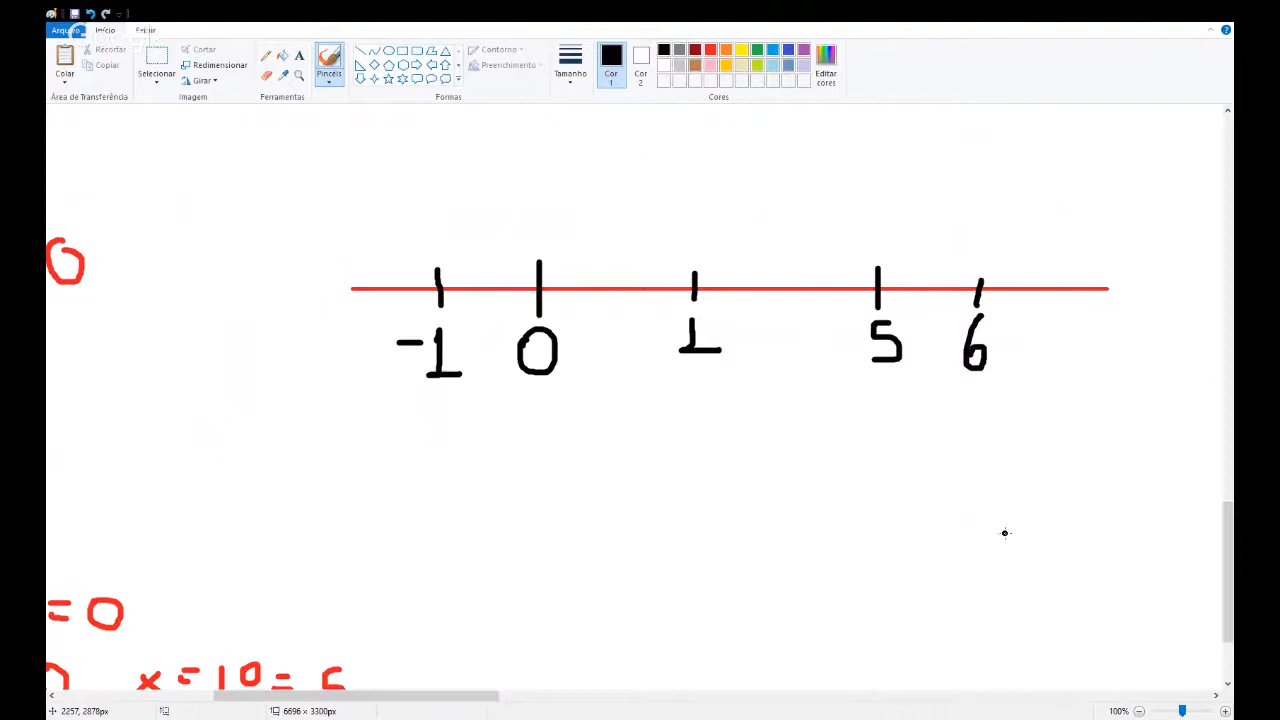 Arquivo Início Exibir
Colar
Recortar
Copiar
Área de Transferência
Selecionar
Cortar
Redimensionar
Girar
Imagem
Ferramentas
Pincéis
Contorno
Preenchimento
Formas
Tamanho
Cor 1
Cor 2
Editar cores
Cores
0
-1 0 1 5 6
= 0
x = 10 =
2257, 2878px
6696 × 3300px
100%